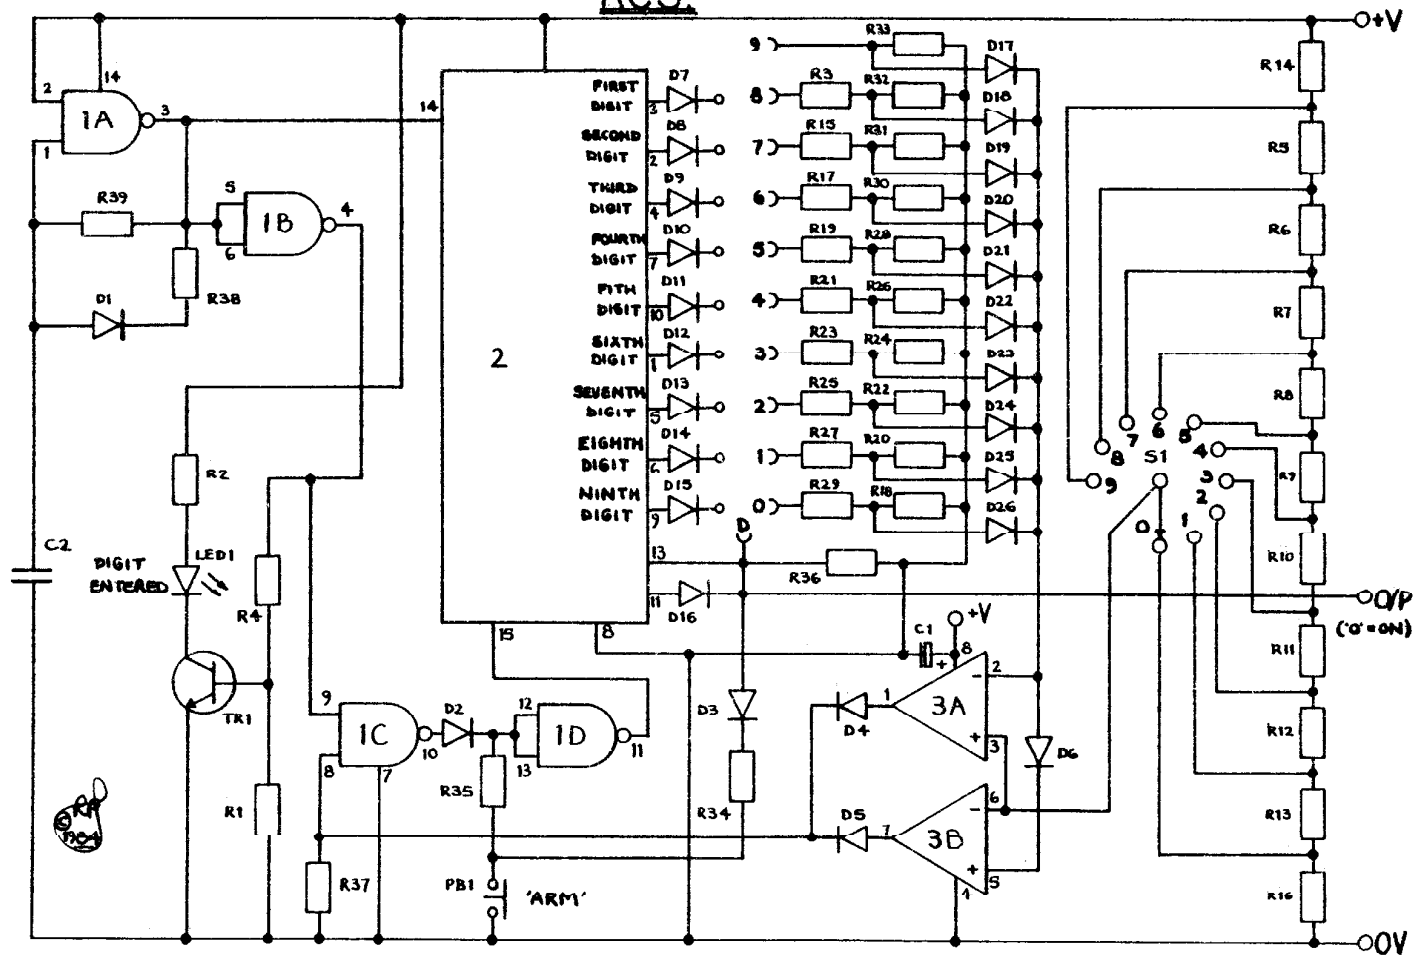 +V
14
2
1A
3
1
R39
5
1B
4
6
R38
D1
R2
C2
DIGIT
ENTERED
LED1
R4
TR1
R1
9
1C
10
8
7
D2
12
1D
11
13
R35
R37
PB1
'ARM'
14
2
FIRST
DIGIT
3
D7
SECOND
DIGIT
2
D8
THIRD
DIGIT
4
D9
FOURTH
DIGIT
7
D10
FITH
DIGIT
10
D11
SIXTH
DIGIT
1
D12
SEVENTH
DIGIT
5
D13
EIGHTH
DIGIT
6
D14
NINTH
DIGIT
9
D15
13
11
D16
15
8
D
9
R33
D17
8
R3
R32
D18
7
R15
R31
D19
6
R17
R30
D20
5
R19
R28
D21
4
R21
R26
D22
3
R23
R24
D23
2
R25
R22
D24
1
R27
R20
D25
0
R29
R18
D26
R36
C1
+
+V
8
2
-
3A
1
+
3
D4
D3
R34
D6
D5
7
6
-
3B
+
5
4
R14
R5
R6
R7
R8
R10
R11
R12
R13
R16
6
7
5
8
S1
4
9
3
2
0
1
O/P
('0'=ON)
0V
©